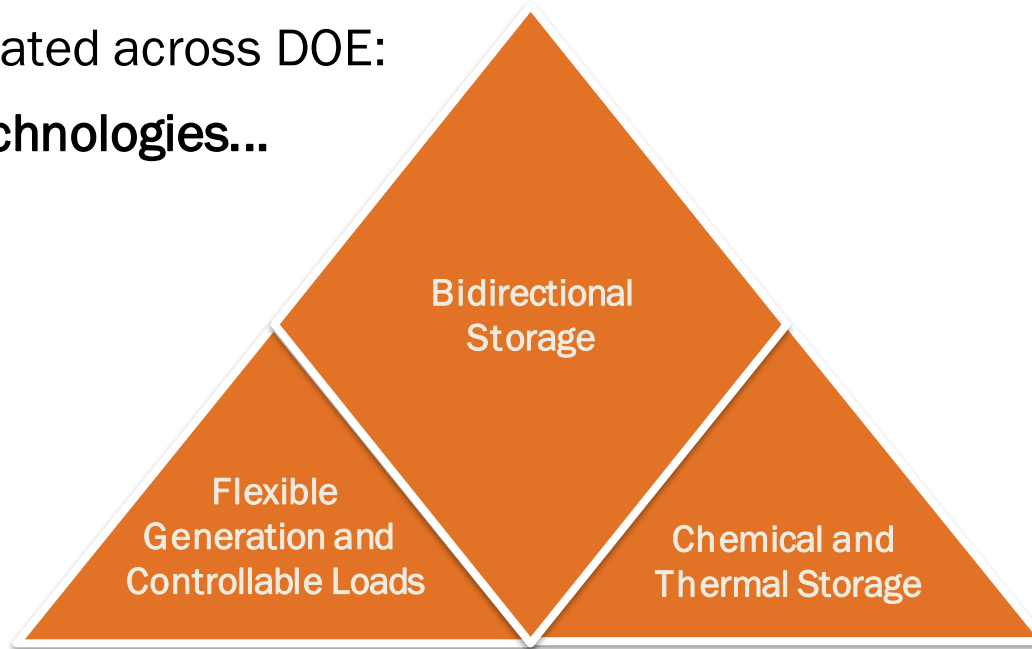 ated across DOE:
chnologies...
Bidirectional
Storage
Flexible
Generation and
Controllable Loads
Chemical and
Thermal Storage